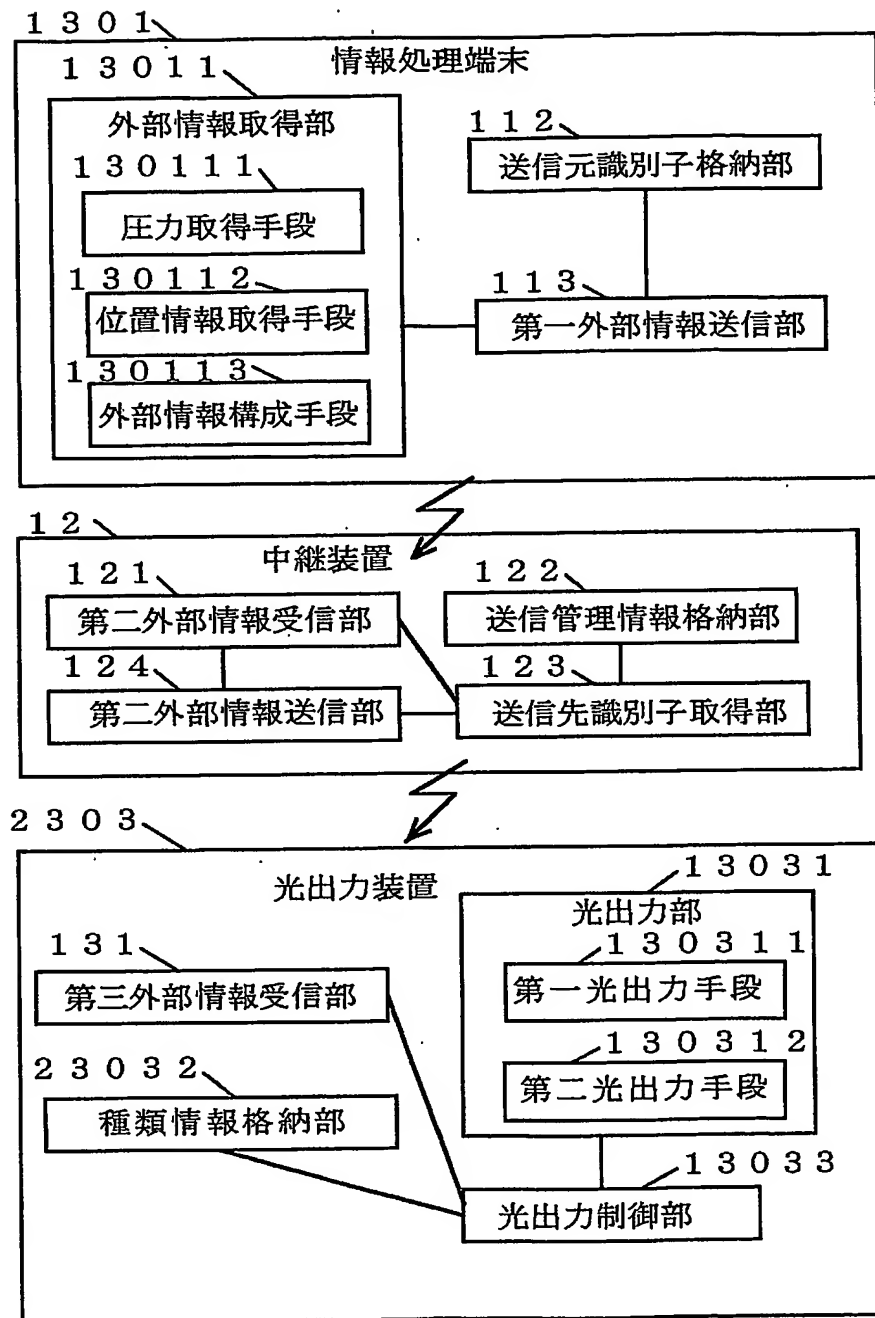 1301
情報処理端末
13011
外部情報取得部
130111
圧力取得手段
130112
位置情報取得手段
130113
外部情報構成手段
112
送信元識別子格納部
113
第一外部情報送信部
12
中継装置
121
第二外部情報受信部
122
送信管理情報格納部
124
第二外部情報送信部
123
送信先識別子取得部
2303
光出力装置
131
第三外部情報受信部
23032
種類情報格納部
13031
光出力部
130311
第一光出力手段
130312
第二光出力手段
13033
光出力制御部